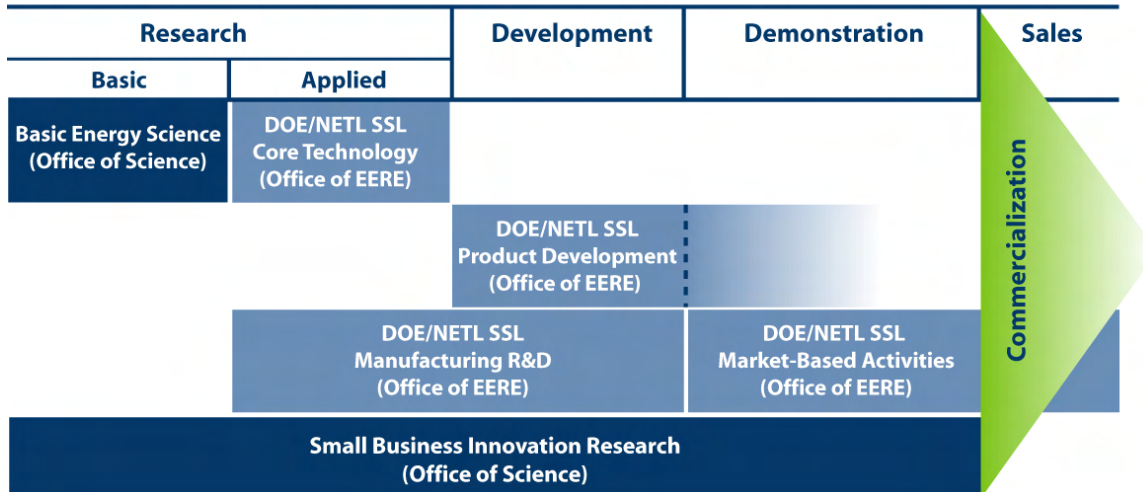 Research
Development
Demonstration
Sales
Basic
Applied
Basic Energy Science
(Office of Science)
DOE/NETL SSL
Core Technology
(Office of EERE)
DOE/NETL SSL
Product Development
(Office of EERE)
DOE/NETL SSL
Manufacturing R&D
(Office of EERE)
DOE/NETL SSL
Market-Based Activities
(Office of EERE)
Commercialization
Small Business Innovation Research
(Office of Science)